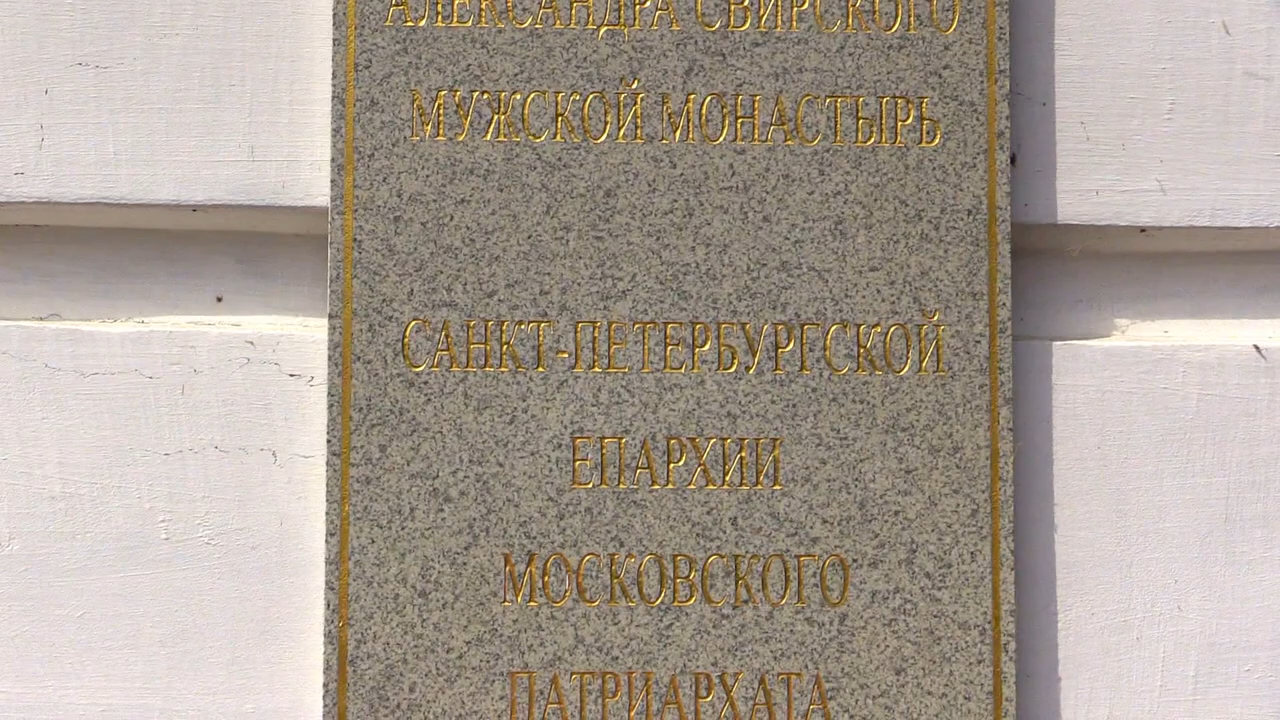 АЛЕКСАНДРА СВИРСКОГО
МУЖСКОЙ МОНАСТЫРЬ
САНКТ-ПЕТЕРБУРГСКОЙ
ЕПАРХИИ
МОСКОВСКОГО
ПАТРИАРХАТА